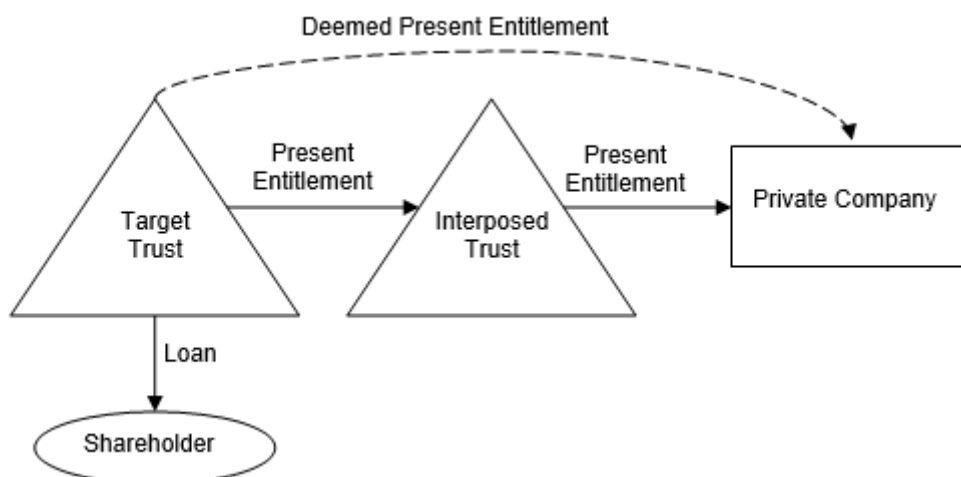 Deemed Present Entitlement
Present
Entitlement
Present
Entitlement
Target
Trust
Interposed
Trust
Private Company
Loan
Shareholder